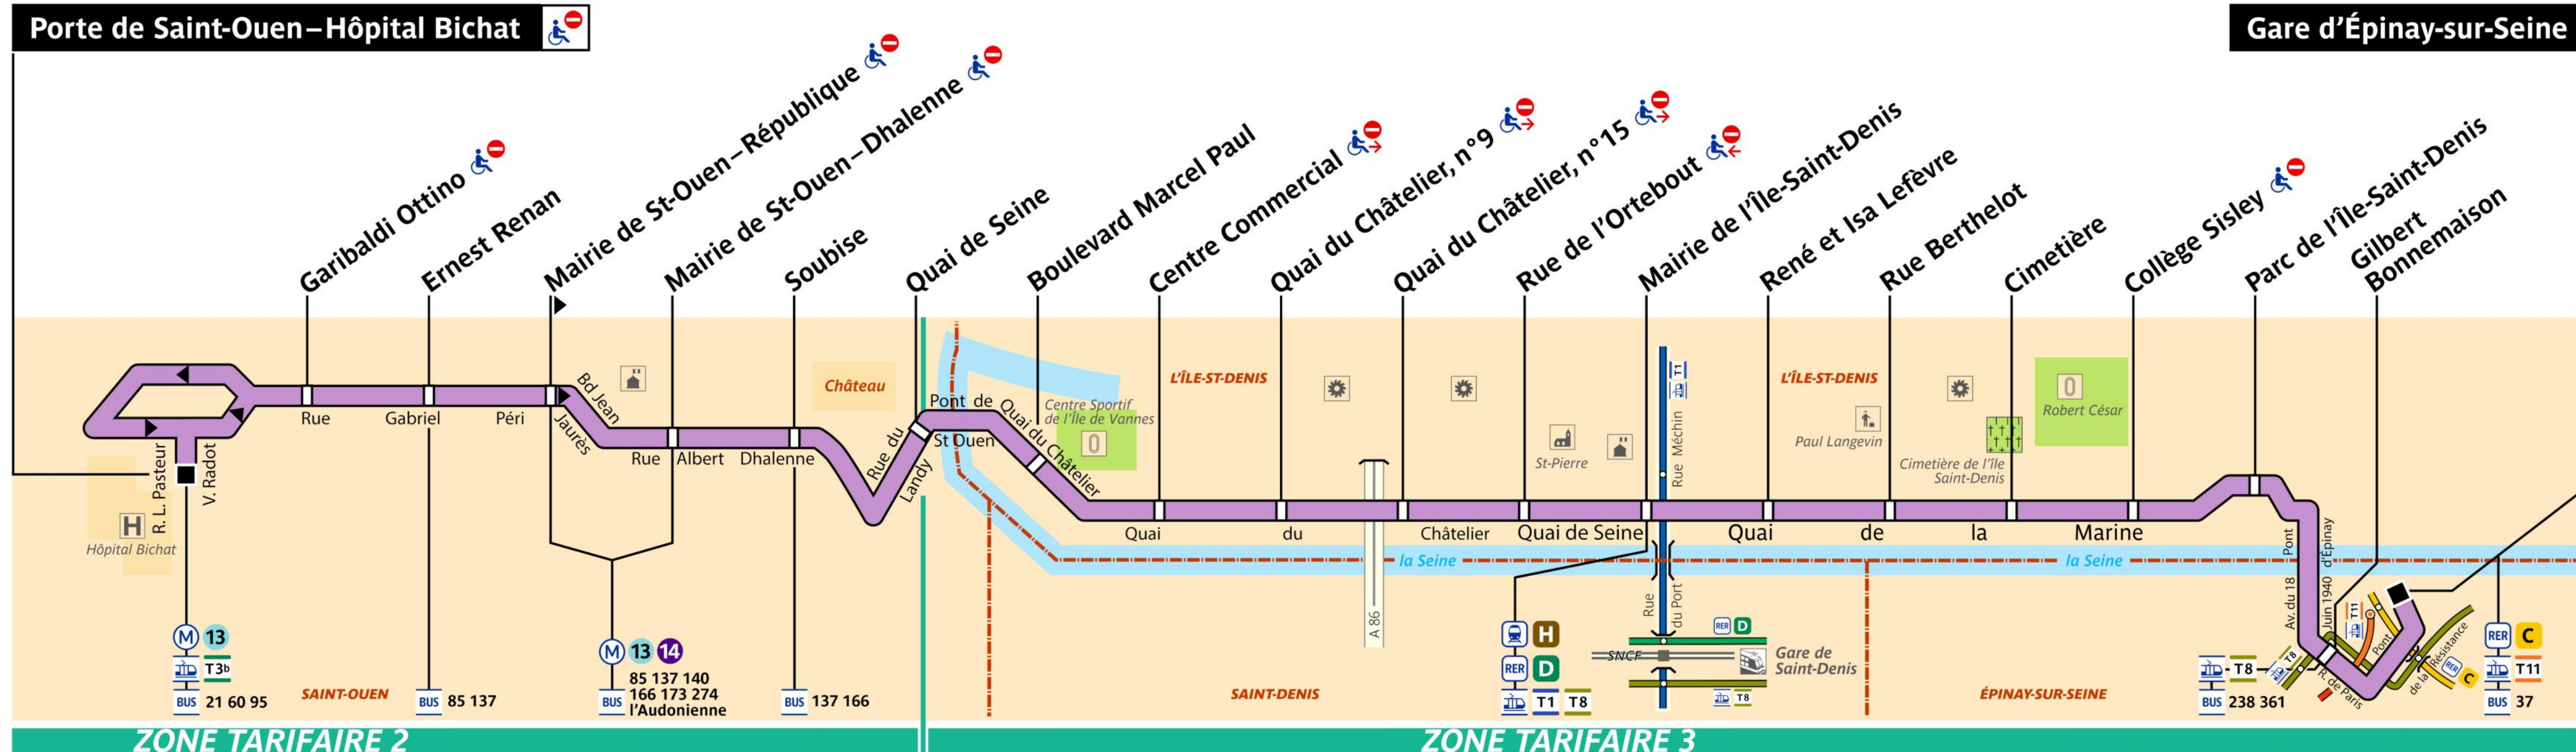 Porte de Saint-Ouen–Hôpital Bichat
Gare d'Épinay-sur-Seine
Garibaldi Ottino
Ernest Renan
Mairie de St-Ouen–République
Mairie de St-Ouen–Dhalenne
Soubise
Quai de Seine
Boulevard Marcel Paul
Centre Commercial
Quai du Châtelier, n°9
Quai du Châtelier, n°15
Rue de l'Ortebout
Mairie de l'Île-Saint-Denis
René et Isa Lefèvre
Rue Berthelot
Cimetière
Collège Sisley
Parc de l'Île-Saint-Denis
Gilbert
Bonnemaison
R. L. Pasteur
V. Radot
H
Hôpital Bichat
Rue Gabriel Péri
Bd Jean
Jaurès
Rue Albert Dhalenne
Château
Rue du
Landy
Pont de
St Ouen
Quai du Châtelier
Centre Sportif
de l'Île de Vannes
L'ÎLE-ST-DENIS
Quai du Châtelier
A 86
St-Pierre
Quai de Seine
T1
Rue Méchin
Rue
du Port
L'ÎLE-ST-DENIS
Paul Langevin
Cimetière de l'île
Saint-Denis
Robert César
Quai de la Marine
la Seine
la Seine
Pont
d'Épinay
Av. du 18
Juin 1940
T11
T8
R. de Paris
Pont
de la Résistance
RER C
M 13
T3b
BUS 21 60 95
SAINT-OUEN
BUS 85 137
M 13 14
BUS 85 137 140
166 173 274
l'Audonienne
BUS 137 166
SAINT-DENIS
H
RER D
T1 T8
RER D
SNCF
Gare de
Saint-Denis
T8
ÉPINAY-SUR-SEINE
T8
BUS 238 361
RER C
T11
BUS 37
ZONE TARIFAIRE 2
ZONE TARIFAIRE 3